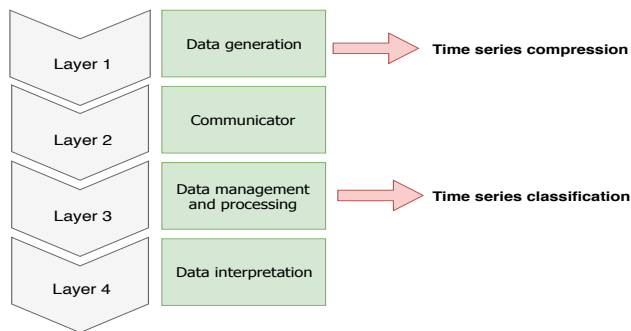 Layer 1
Data generation
Time series compression
Layer 2
Communicator
Layer 3
Data management
and processing
Time series classification
Layer 4
Data interpretation